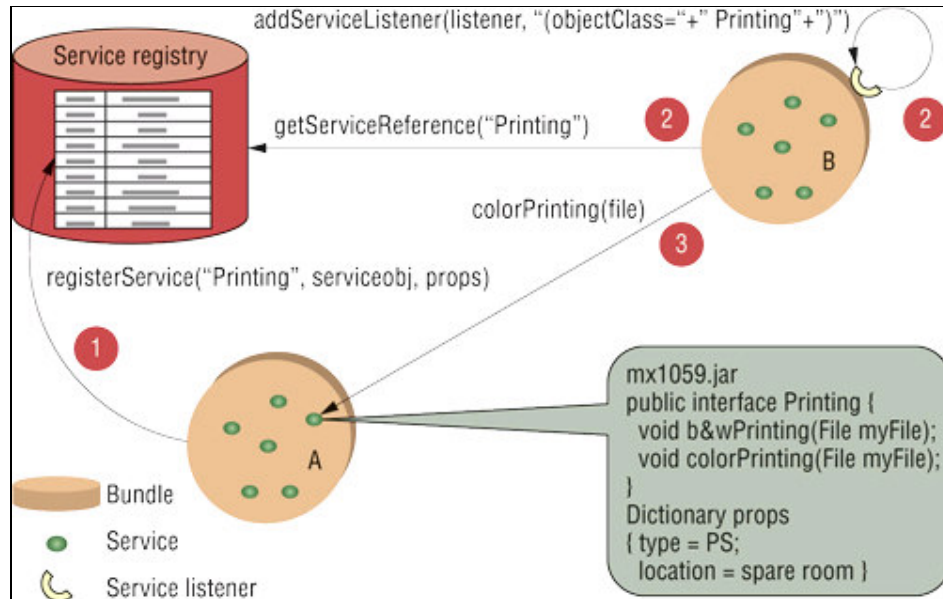 addServiceListener(listener, “(objectClass=“+” Printing”+”)”)
Service registry
2
2
getServiceReference(“Printing”)
B
colorPrinting(file)
3
registerService(“Printing”, serviceobj, props)
1
mx1059.jar
public interface Printing {
void b&wPrinting(File myFile);
void colorPrinting(File myFile);
}
Dictionary props
{ type = PS;
location = spare room }
A
Bundle
Service
Service listener